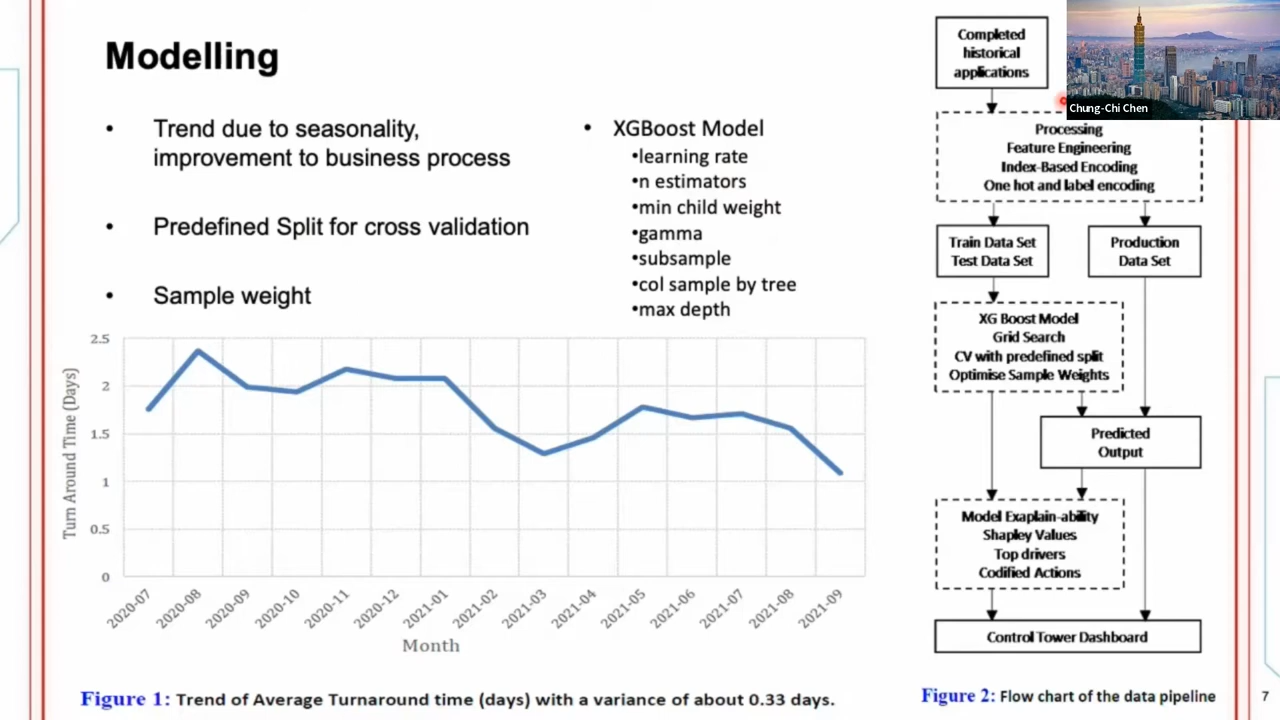 Modelling
• Trend due to seasonality,
improvement to business process
• Predefined Split for cross validation
• Sample weight
• XGBoost Model
•learning rate
•n estimators
•min child weight
•gamma
•subsample
•col sample by tree
•max depth
2.5
2
1.5
1
0.5
0
Turn Around Time (Days)
2020-07
2020-08
2020-09
2020-10
2020-11
2020-12
2021-01
2021-02
2021-03
2021-04
2021-05
2021-06
2021-07
2021-08
2021-09
Month
Figure 1: Trend of Average Turnaround time (days) with a variance of about 0.33 days.
Completed
historical
applications
Chung-Chi Chen
Processing
Feature Engineering
Index-Based Encoding
One hot and label encoding
Train Data Set
Test Data Set
Production
Data Set
XG Boost Model
Grid Search
CV with predefined split
Optimise Sample Weights
Predicted
Output
Model Exaplain-ability
Shapley Values
Top drivers
Codified Actions
Control Tower Dashboard
Figure 2: Flow chart of the data pipeline
7